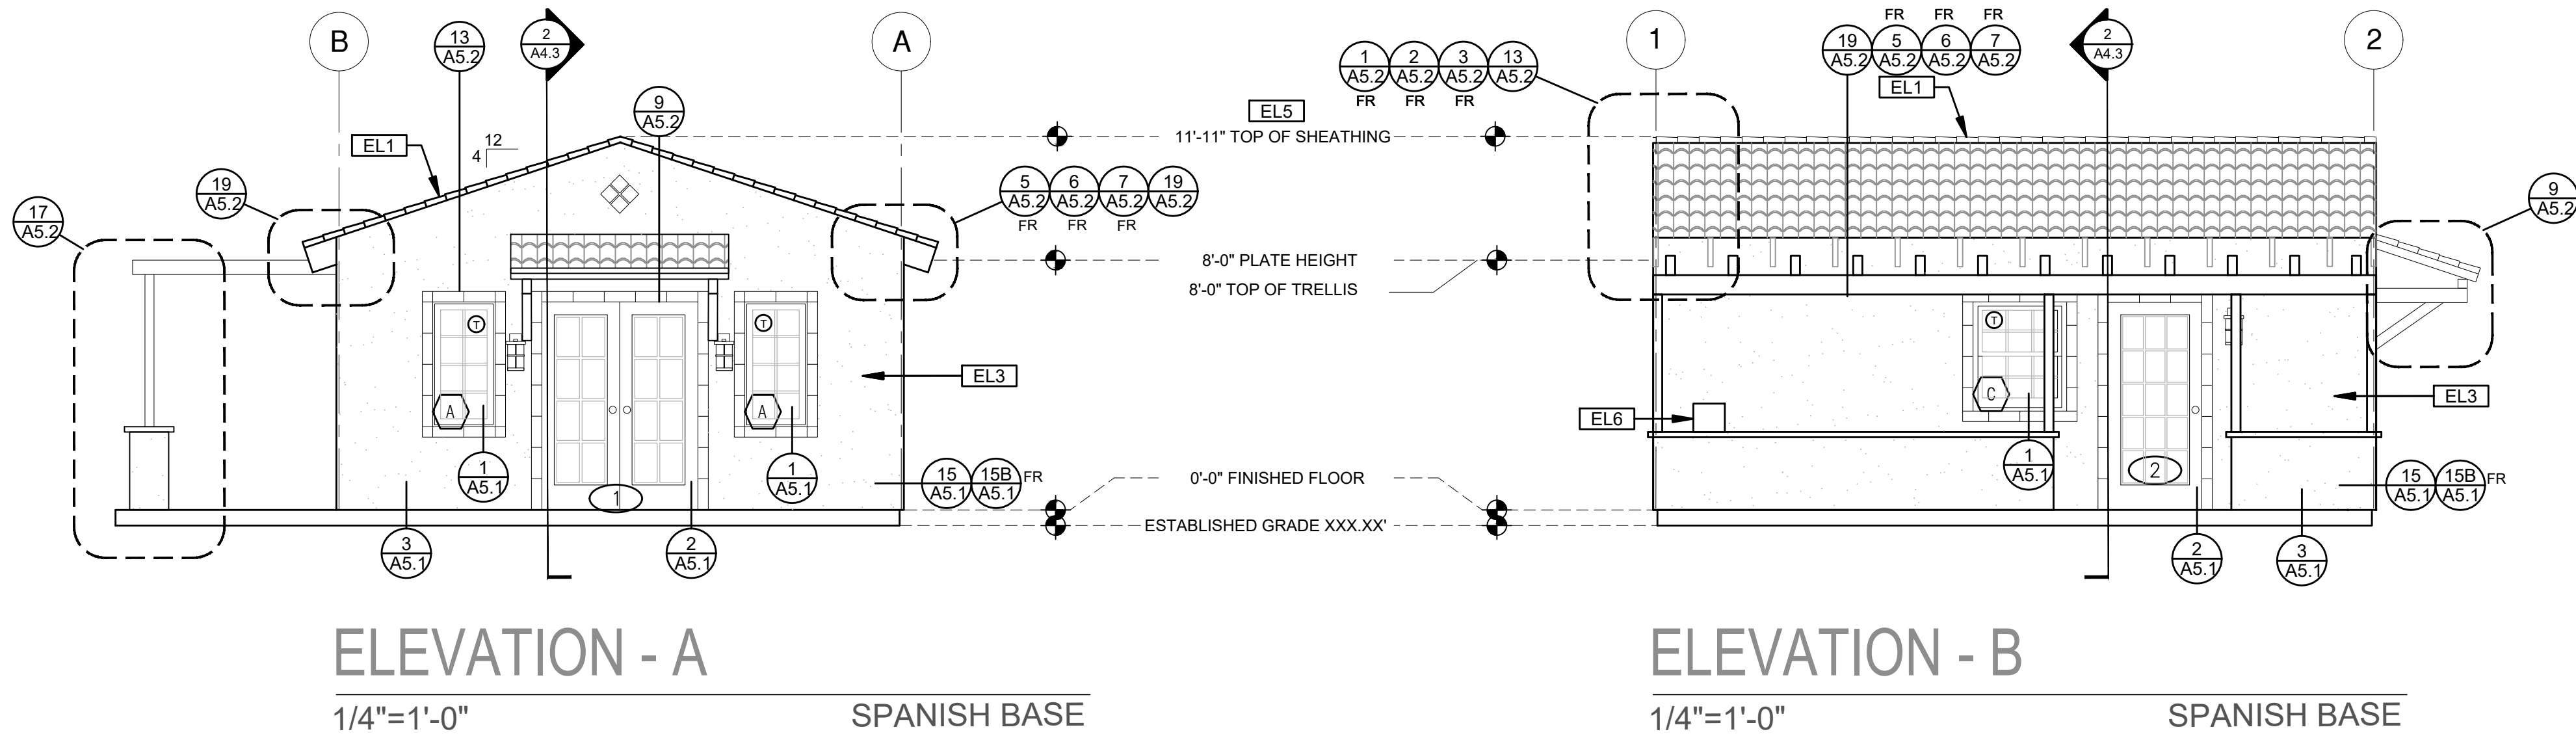 B
13
A5.2
2
A4.3
A
9
A5.2
EL1
12
4
19
A5.2
17
A5.2
5
A5.2
FR
6
A5.2
FR
7
A5.2
FR
19
A5.2
T
T
A
A
EL3
1
A5.1
1
A5.1
15
A5.1
15B
A5.1
FR
1
3
A5.1
2
A5.1
EL5
11'-11" TOP OF SHEATHING
8'-0" PLATE HEIGHT
8'-0" TOP OF TRELLIS
0'-0" FINISHED FLOOR
ESTABLISHED GRADE XXX.XX'
1
A5.2
FR
2
A5.2
FR
3
A5.2
FR
13
A5.2
1
19
A5.2
FR
5
A5.2
FR
6
A5.2
FR
7
A5.2
EL1
2
A4.3
2
9
A5.2
T
C
EL3
EL6
1
A5.1
2
15
A5.1
15B
A5.1
FR
2
A5.1
3
A5.1
ELEVATION - A
1/4"=1'-0" SPANISH BASE
ELEVATION - B
1/4"=1'-0" SPANISH BASE